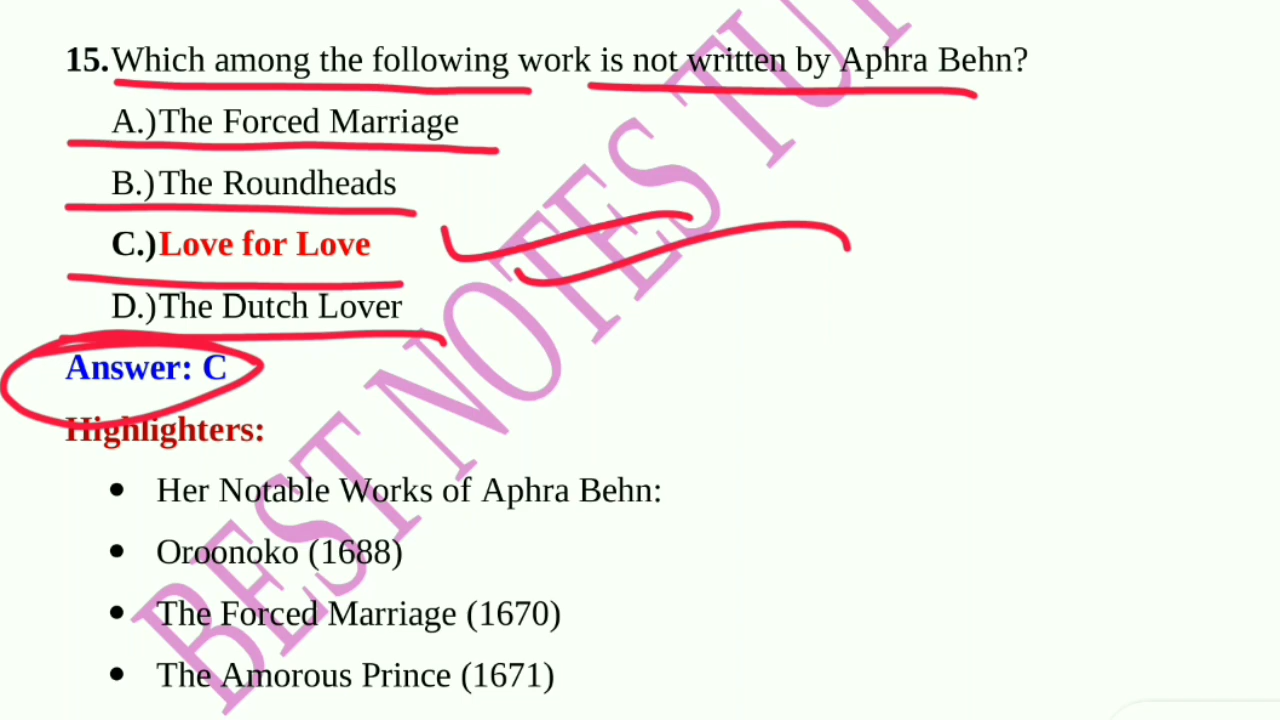 15. Which among the following work is not written by Aphra Behn?
A.) The Forced Marriage
B.) The Roundheads
C.) Love for Love
D.) The Dutch Lover
Answer: C
Highlighters:
• Her Notable Works of Aphra Behn:
• Oroonoko (1688)
• The Forced Marriage (1670)
• The Amorous Prince (1671)
BEST NOTES TUT